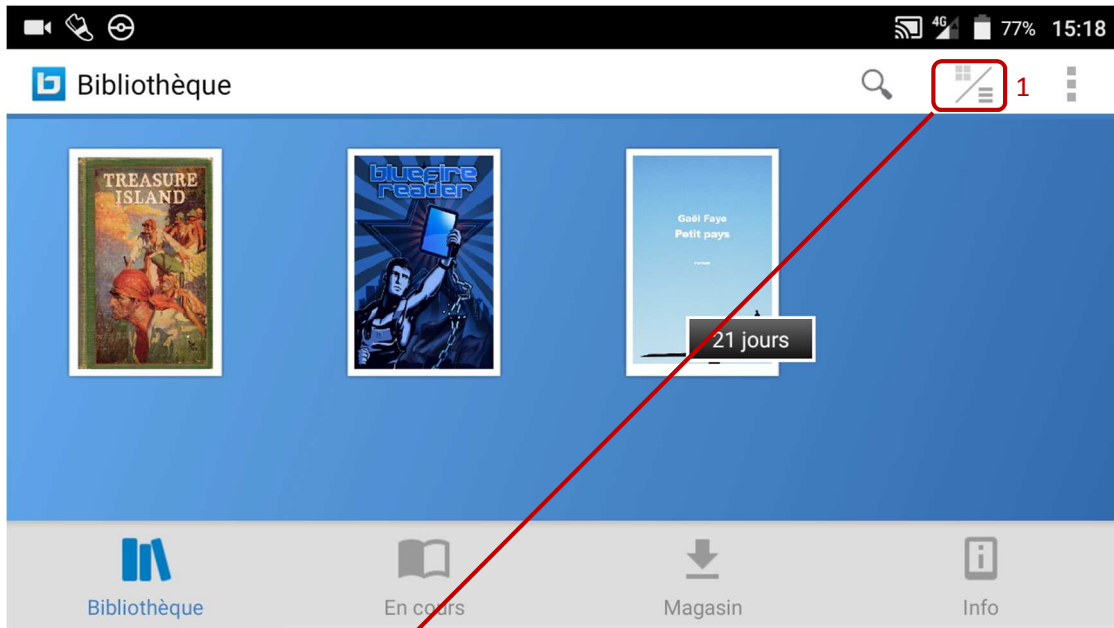 4G 77% 15:18
Bibliothèque
1
TREASURE
ISLAND
bluefire
reader
Gaël Faye
Petit pays
21 jours
Bibliothèque
En cours
Magasin
Info